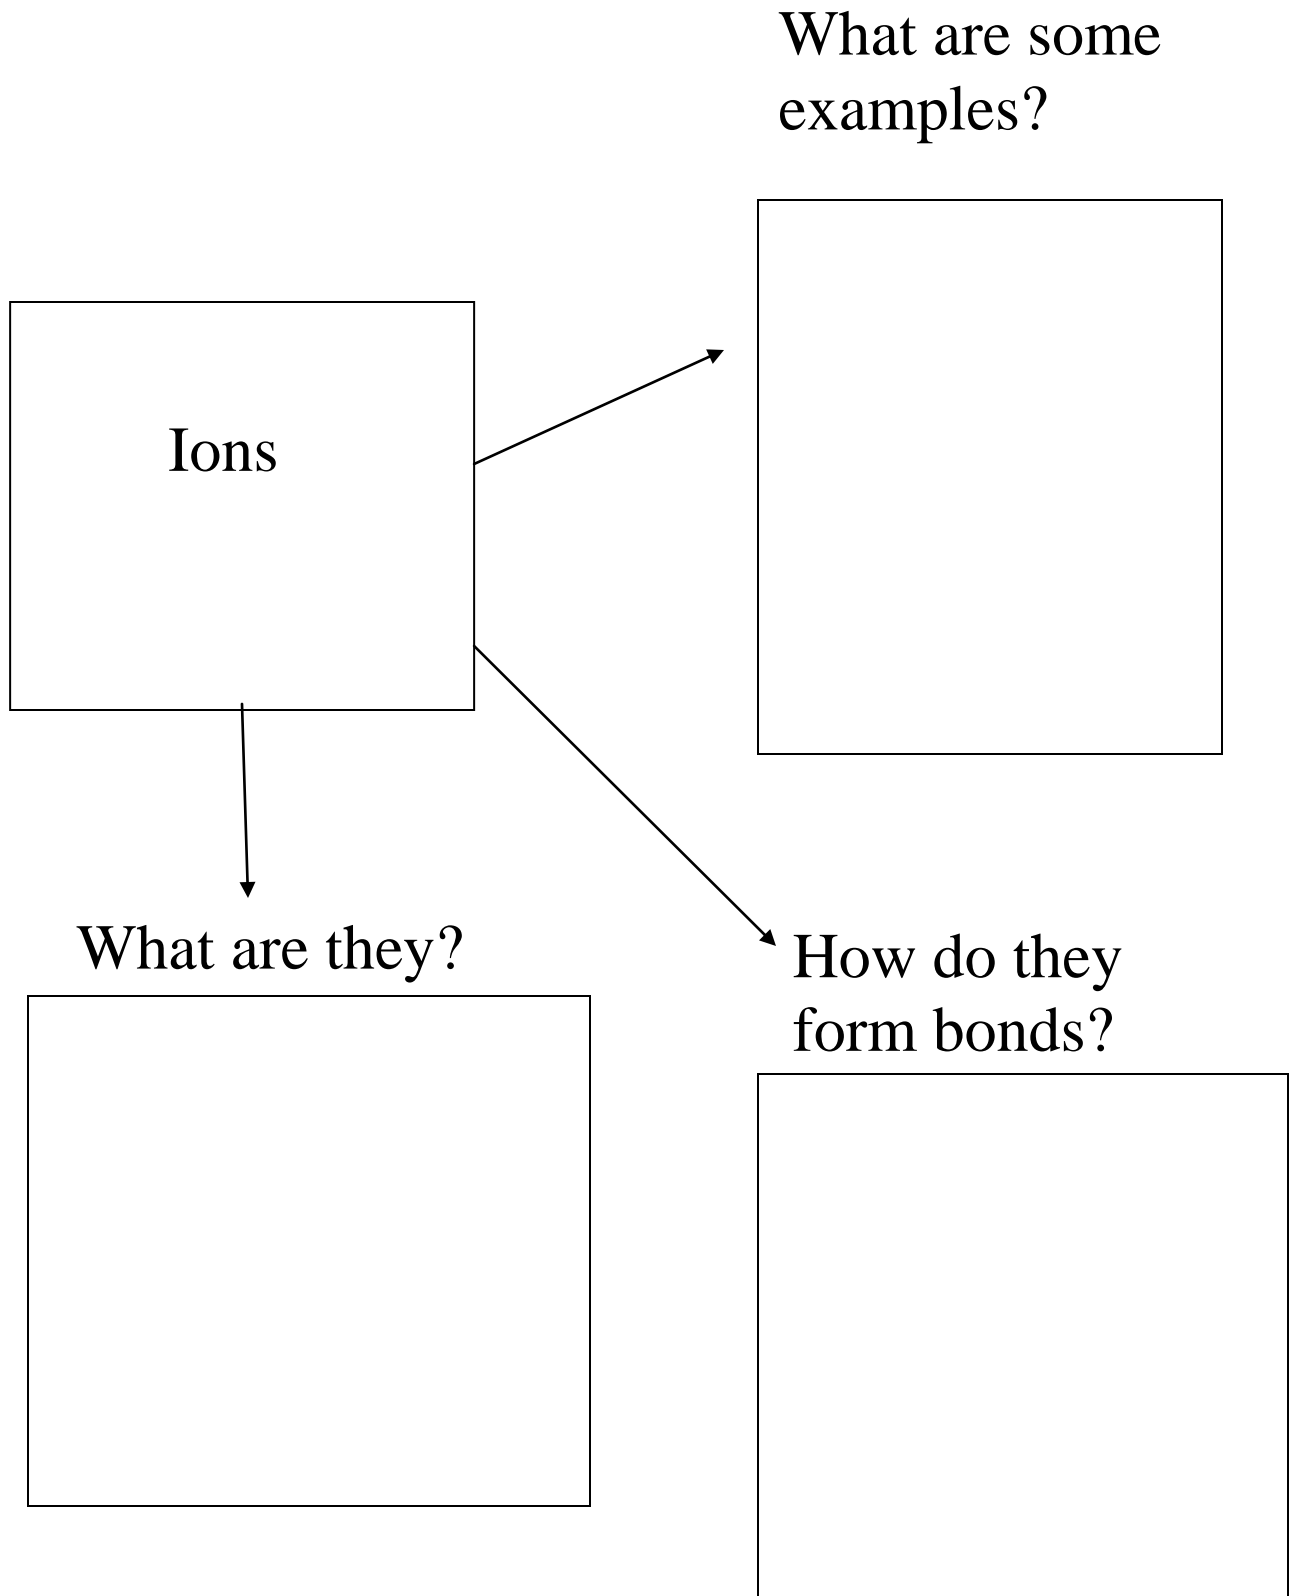 What are some
examples?
Ions
What are they?
How do they
form bonds?